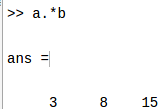 >> a.*b
ans =
3 8 15